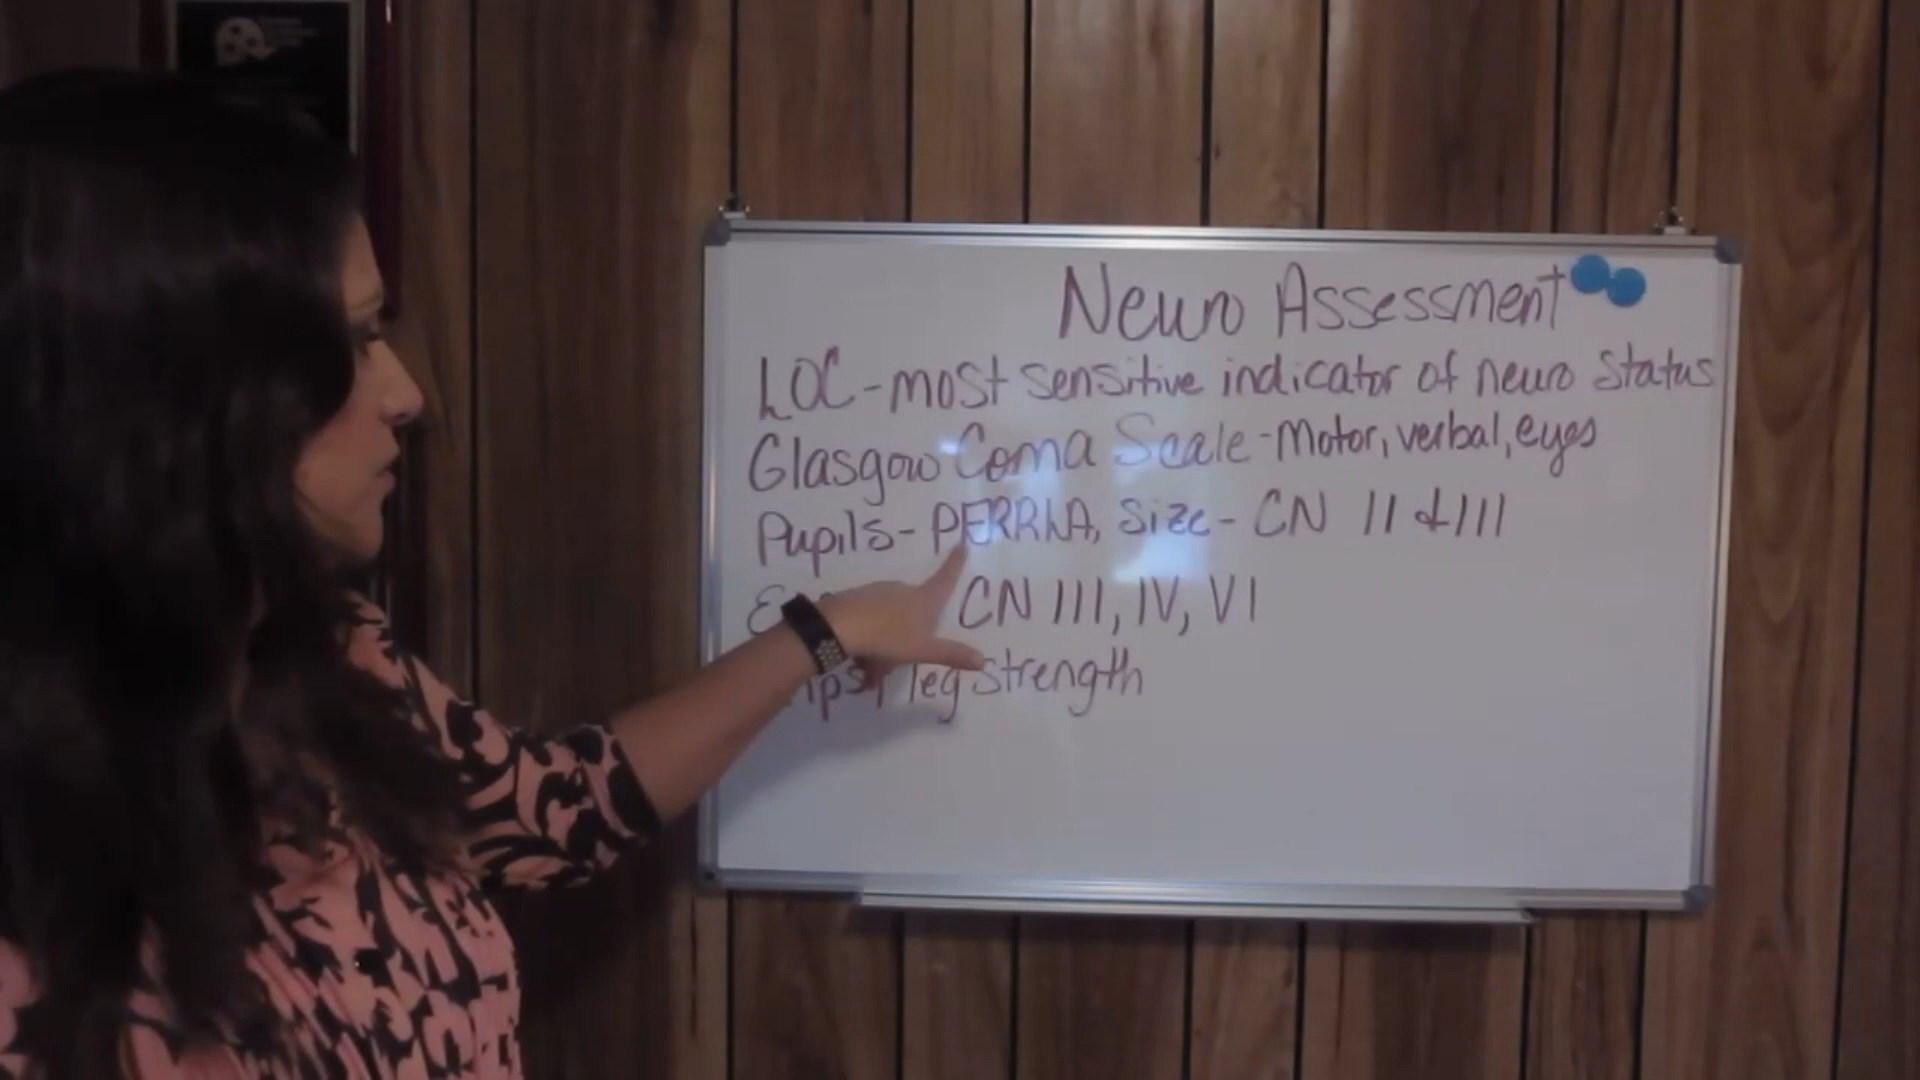 Neuro Assessment
LOC - most sensitive indicator of neuro status
Glasgow Coma Scale - Motor, verbal, eyes
Pupils - PERRLA, Size - CN II & III
CN III, IV, VI
leg strength